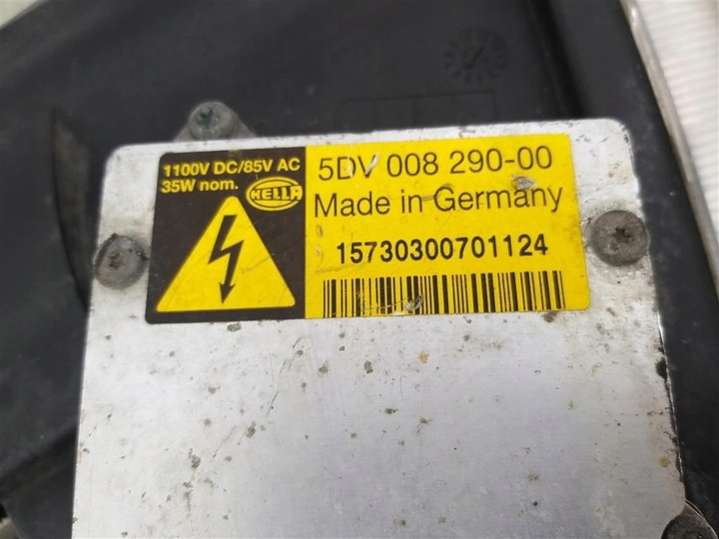 1100V DC/85V AC
35W nom.
HELLA
5DV 008 290-00
Made in Germany
15730300701124